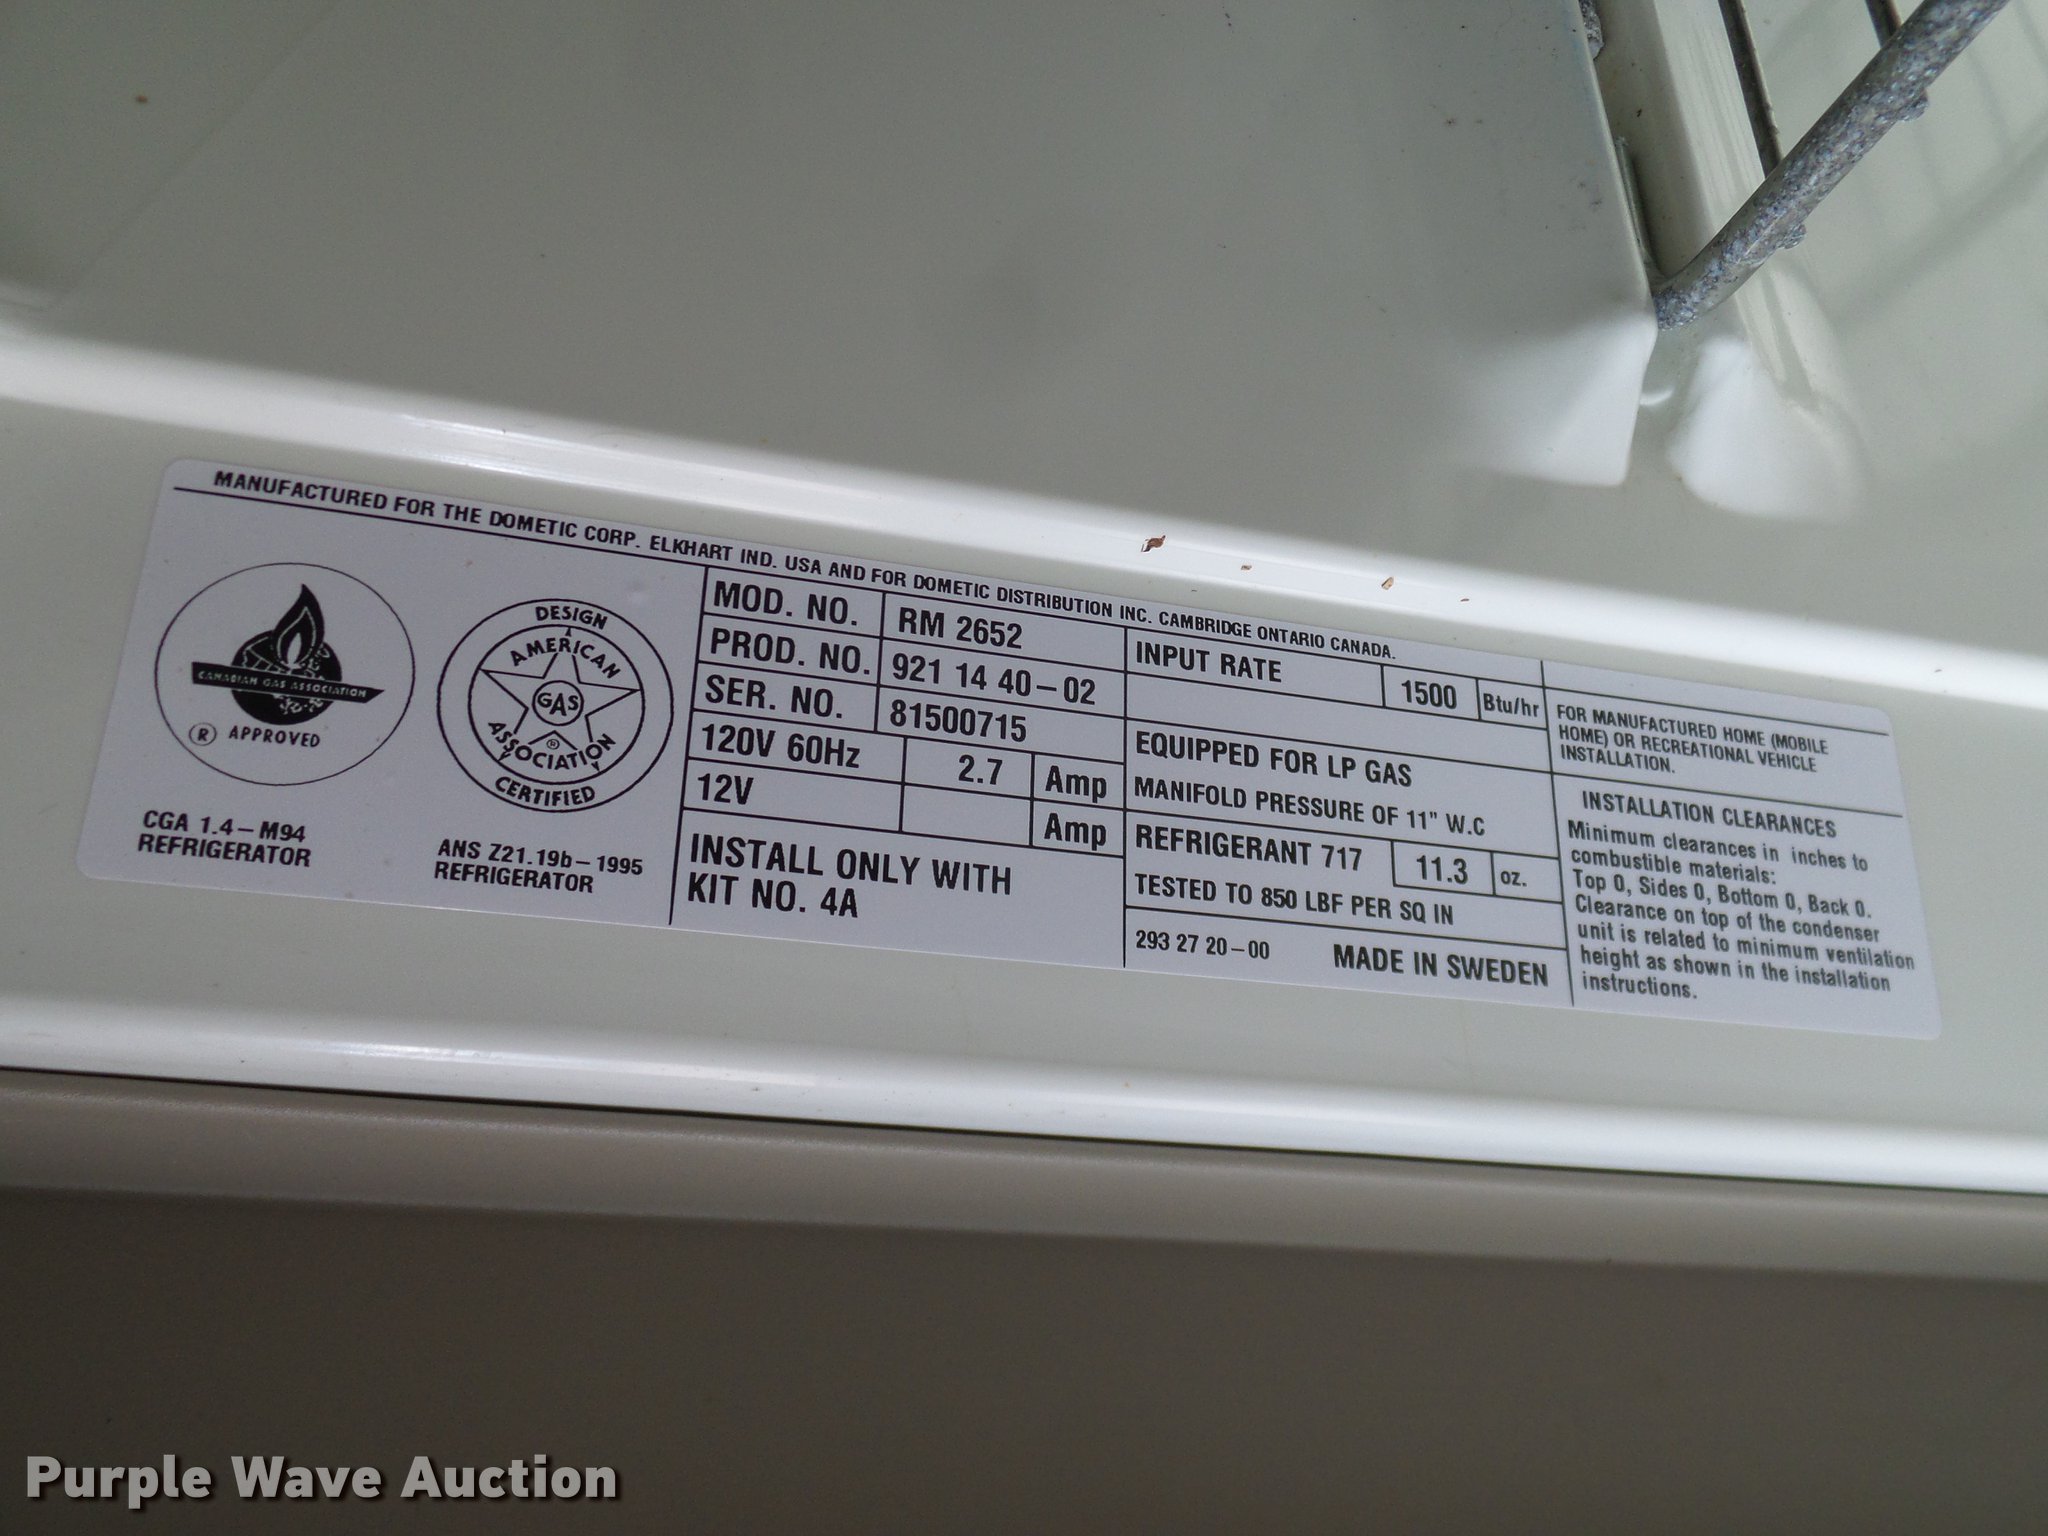 MANUFACTURED FOR THE DOMETIC CORP. ELKHART IND. USA AND FOR DOMETIC DISTRIBUTION INC. CAMBRIDGE ONTARIO CANADA.
CANADIAN GAS ASSOCIATION
® APPROVED
CGA 1.4–M94
REFRIGERATOR
DESIGN
AMERICAN
GAS
®
ASSOCIATION
CERTIFIED
ANS Z21.19b–1995
REFRIGERATOR
MOD. NO. RM 2652
PROD. NO. 921 14 40–02
SER. NO. 81500715
120V 60Hz 2.7 Amp
12V Amp
INSTALL ONLY WITH
KIT NO. 4A
INPUT RATE 1500 Btu/hr
EQUIPPED FOR LP GAS
MANIFOLD PRESSURE OF 11" W.C
REFRIGERANT 717 11.3 oz.
TESTED TO 850 LBF PER SQ IN
293 27 20–00 MADE IN SWEDEN
FOR MANUFACTURED HOME (MOBILE
HOME) OR RECREATIONAL VEHICLE
INSTALLATION.
INSTALLATION CLEARANCES
Minimum clearances in inches to
combustible materials:
Top 0, Sides 0, Bottom 0, Back 0.
Clearance on top of the condenser
unit is related to minimum ventilation
height as shown in the installation
instructions.
Purple Wave Auction